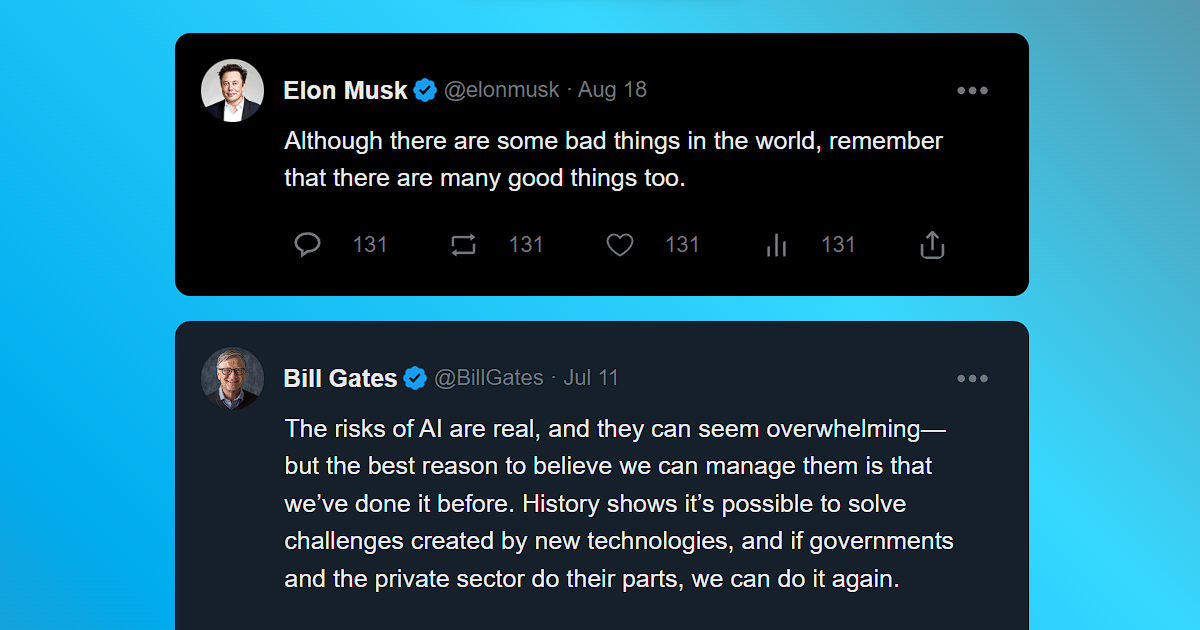 Elon Musk @elonmusk · Aug 18
Although there are some bad things in the world, remember
that there are many good things too.
131 131 131 131
Bill Gates @BillGates · Jul 11
The risks of AI are real, and they can seem overwhelming—
but the best reason to believe we can manage them is that
we’ve done it before. History shows it’s possible to solve
challenges created by new technologies, and if governments
and the private sector do their parts, we can do it again.